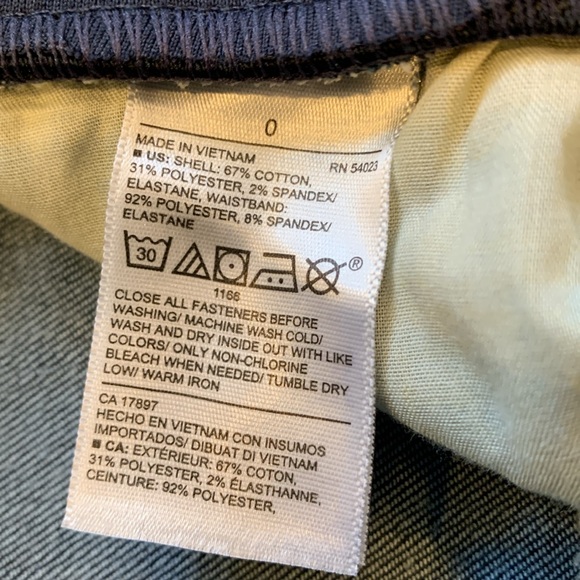 0
MADE IN VIETNAM RN 54023
■ US: SHELL: 67% COTTON,
31% POLYESTER, 2% SPANDEX/
ELASTANE, WAISTBAND:
92% POLYESTER, 8% SPANDEX/
ELASTANE
30 ®
1166
CLOSE ALL FASTENERS BEFORE
WASHING/ MACHINE WASH COLD/
WASH AND DRY INSIDE OUT WITH LIKE
COLORS/ ONLY NON-CHLORINE
BLEACH WHEN NEEDED/ TUMBLE DRY
LOW/ WARM IRON
CA 17897
HECHO EN VIETNAM CON INSUMOS
IMPORTADOS/ DIBUAT DI VIETNAM
■ CA: EXTÉRIEUR: 67% COTON,
31% POLYESTER, 2% ÉLASTHANNE,
CEINTURE: 92% POLYESTER,